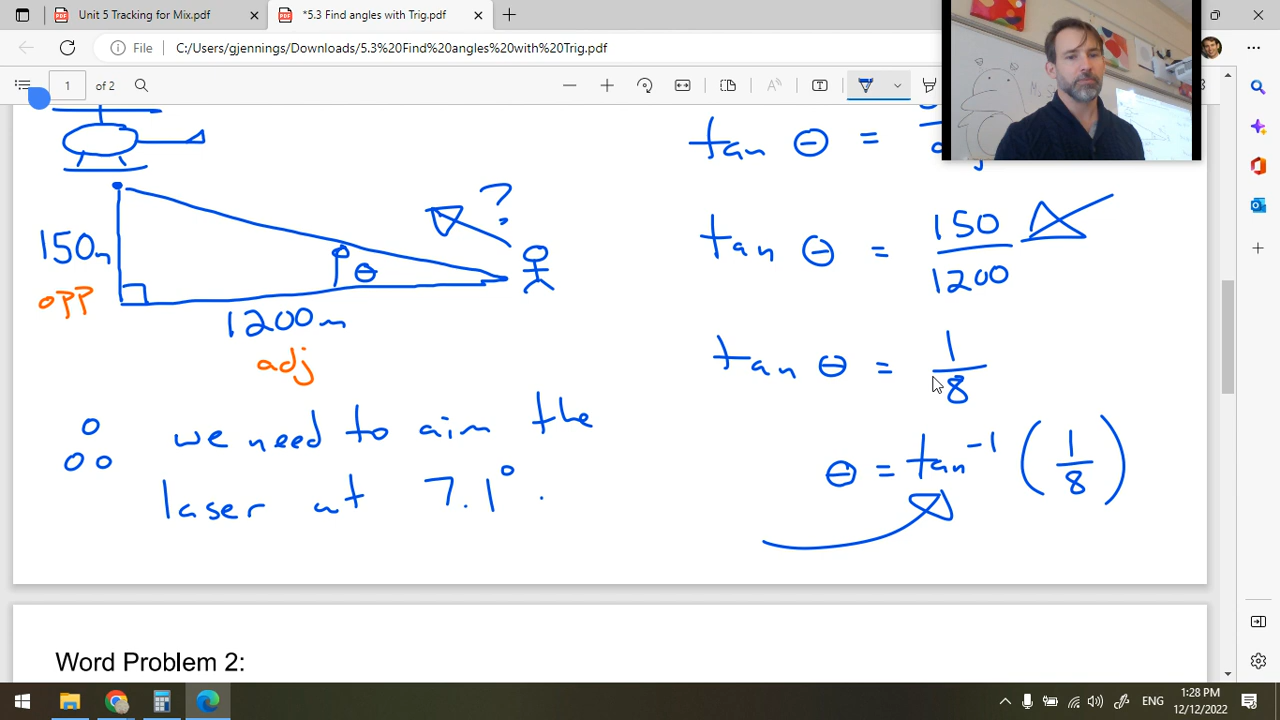 Unit 5 Tracking for Mix.pdf
*5.3 Find angles with Trig.pdf
File
C:/Users/gjennings/Downloads/5.3%20Find%20angles%20with%20Trig.pdf
1 of 2
tan θ =
150m
opp
θ
?
1200m
adj
tan θ = 150/1200
tan θ = 1/8
θ = tan⁻¹ (1/8)
we need to aim the
laser at 7.1°.
Word Problem 2:
ENG
1:28 PM
12/12/2022